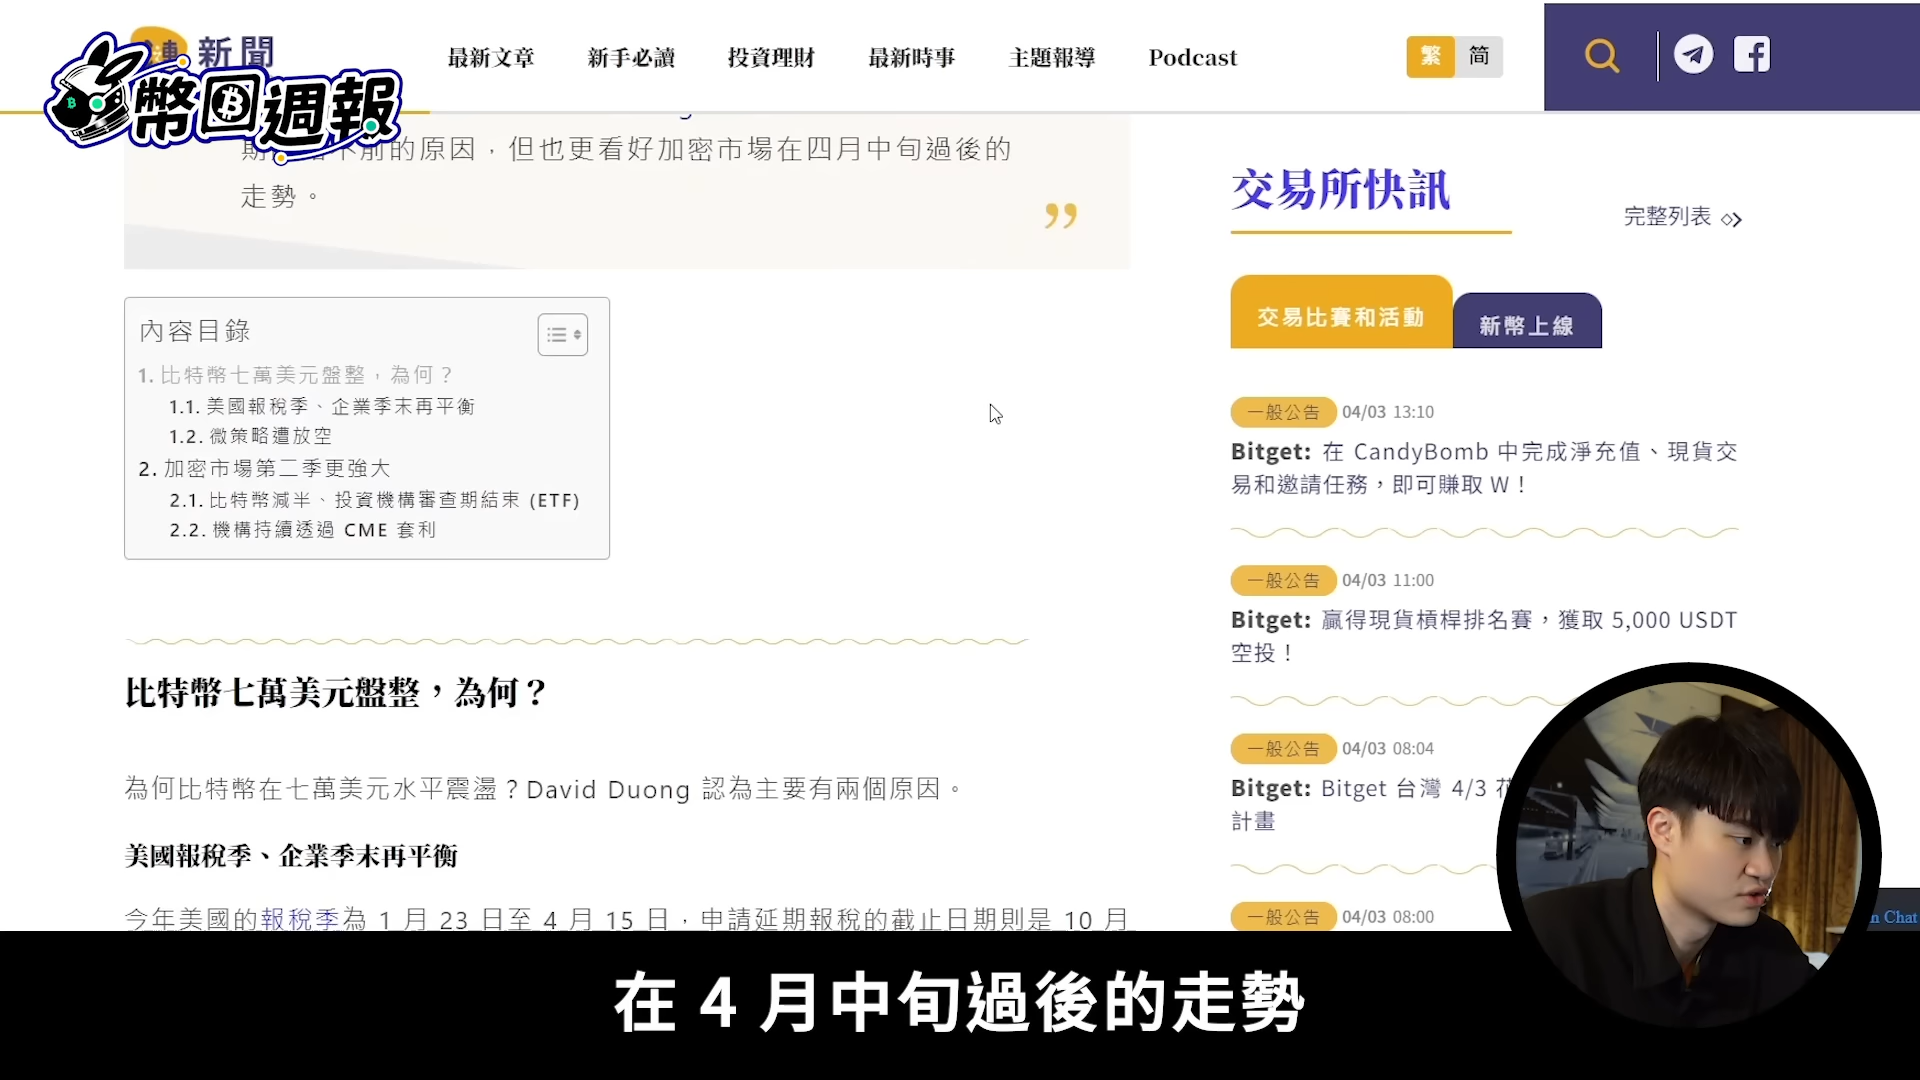 新聞
幣回週報
最新文章
新手必讀
投資理財
最新時事
主題報導
Podcast
繁
简
前的原因，但也更看好加密市場在四月中旬過後的
走勢。
內容目錄
1. 比特幣七萬美元盤整，為何？
1.1. 美國報稅季、企業季末再平衡
1.2. 微策略遭放空
2. 加密市場第二季更強大
2.1. 比特幣減半、投資機構審查期結束 (ETF)
2.2. 機構持續透過 CME 套利
比特幣七萬美元盤整，為何？
為何比特幣在七萬美元水平震盪？David Duong 認為主要有兩個原因。
美國報稅季、企業季末再平衡
今年美國的報稅季為 1 月 23 日至 4 月 15 日，申請延期報稅的截止日期則是 10 月
交易所快訊
完整列表
交易比賽和活動
新幣上線
一般公告 04/03 13:10
Bitget: 在 CandyBomb 中完成淨充值、現貨交
易和邀請任務，即可賺取 W！
一般公告 04/03 11:00
Bitget: 贏得現貨槓桿排名賽，獲取 5,000 USDT
空投！
一般公告 04/03 08:04
Bitget: Bitget 台灣 4/3 花
計畫
一般公告 04/03 08:00
Chat
在 4 月中旬過後的走勢